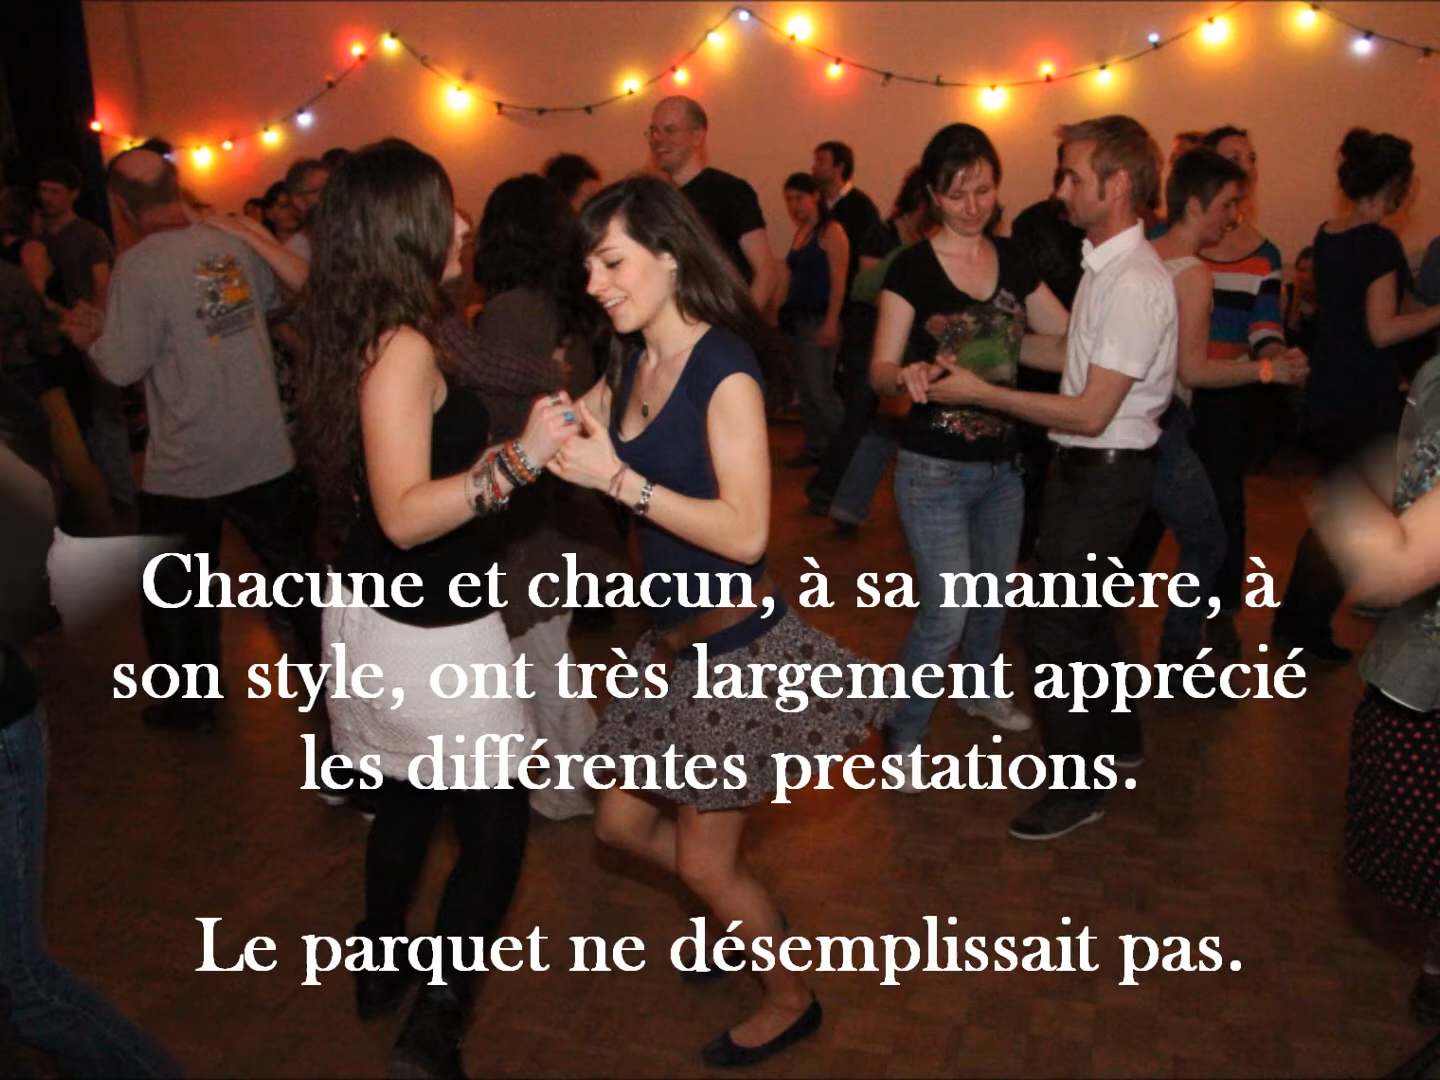 Chacune et chacun, à sa manière, à
son style, ont très largement apprécié
les différentes prestations.
Le parquet ne désemplissait pas.